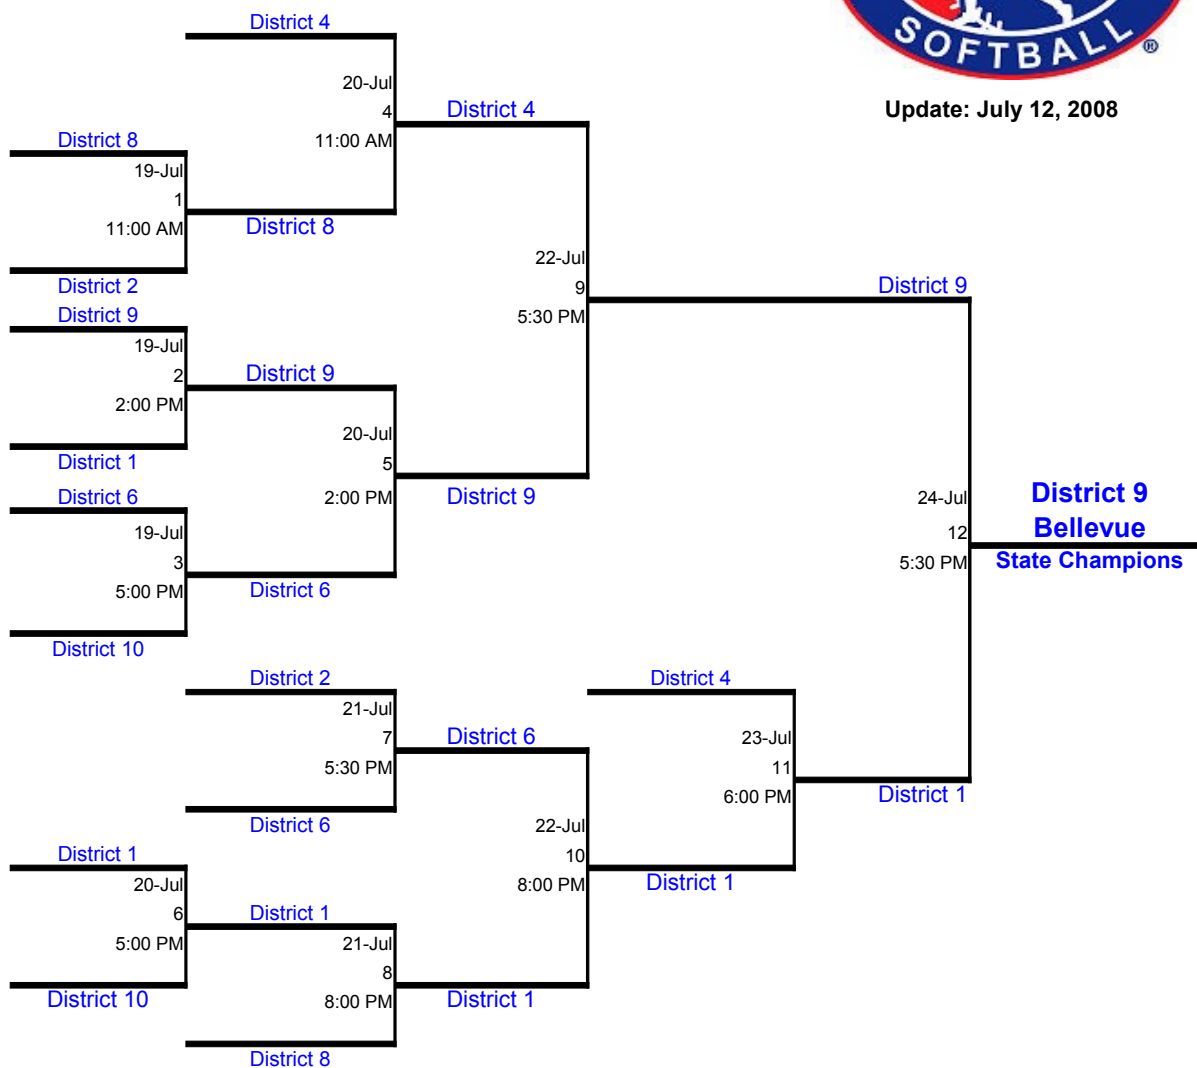 SOFTBALL ®
Update: July 12, 2008
District 4
20-Jul
4
11:00 AM
District 4
District 8
19-Jul
1
11:00 AM
District 8
District 2
22-Jul
9
5:30 PM
District 9
District 9
19-Jul
2
2:00 PM
District 9
District 1
20-Jul
5
2:00 PM
District 9
District 6
19-Jul
3
5:00 PM
District 6
District 10
24-Jul
12
5:30 PM
District 9
Bellevue
State Champions
District 2
21-Jul
7
5:30 PM
District 6
District 6
District 4
23-Jul
11
6:00 PM
District 1
22-Jul
10
8:00 PM
District 1
District 1
20-Jul
6
5:00 PM
District 1
District 10
21-Jul
8
8:00 PM
District 1
District 8